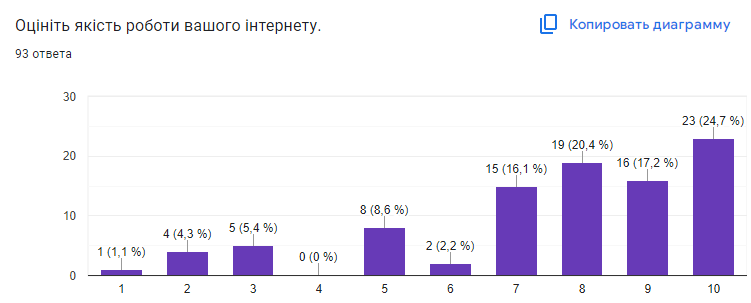 Оцініть якість роботи вашого інтернету.
Копировать диаграмму
93 ответа
30
20
10
0
1 (1,1 %)
4 (4,3 %)
5 (5,4 %)
0 (0 %)
8 (8,6 %)
2 (2,2 %)
15 (16,1 %)
19 (20,4 %)
16 (17,2 %)
23 (24,7 %)
1 2 3 4 5 6 7 8 9 10